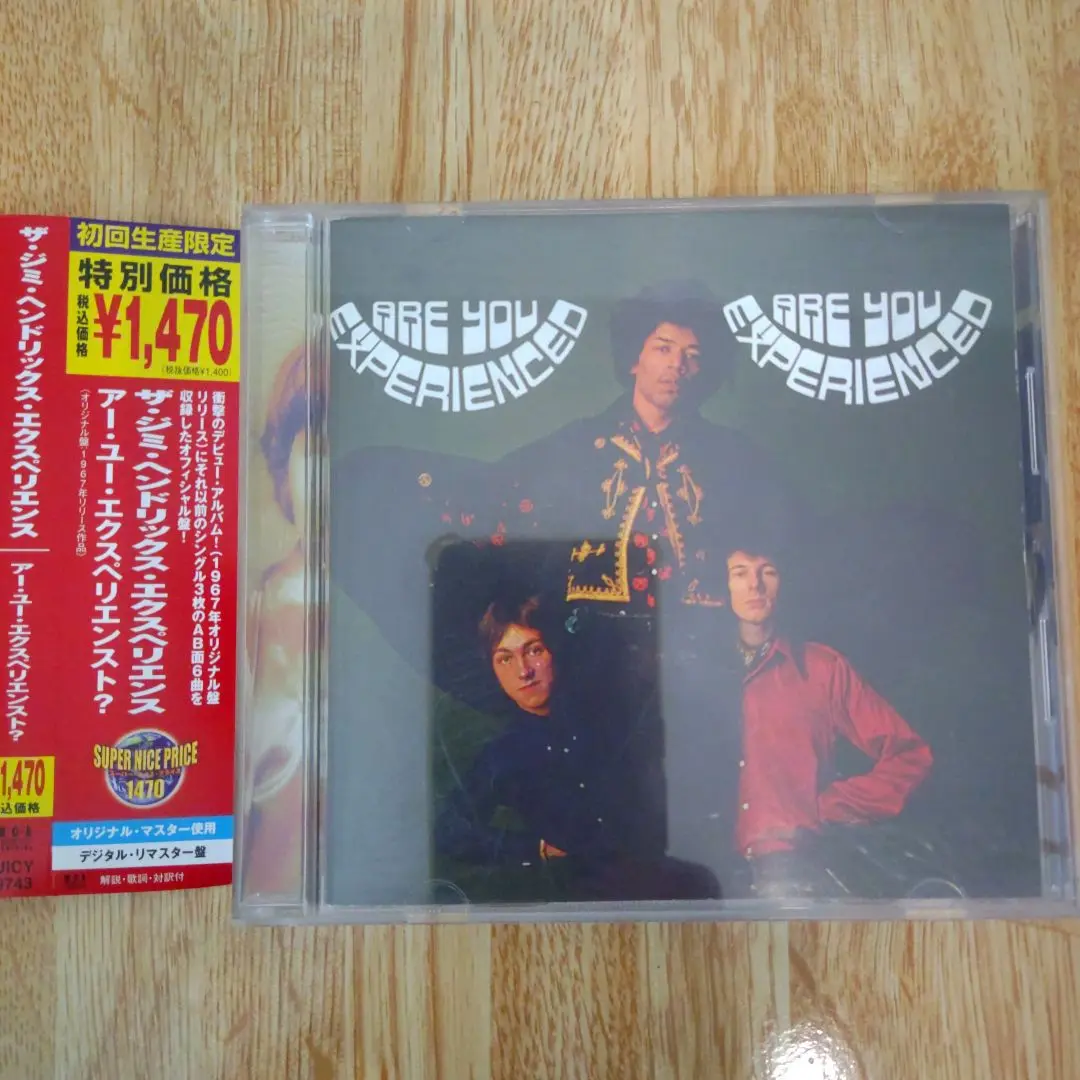 ザ・ジミ・ヘンドリックス・エクスペリエンス
アー・ユー・エクスペリエンスト?
1,470
込価格
UICY
9743
初回生産限定
特別価格
税込価格
¥1,470
(税抜価格¥1,400)
衝撃のデビュー・アルバム!(1967年オリジナル盤
リリース)にそれ以前のシングル3枚のAB面6曲を
収録したオフィシャル盤!
ザ・ジミ・ヘンドリックス・エクスペリエンス
アー・ユー・エクスペリエンスト?
(オリジナル盤:1967年リリース作品)
SUPER NICE PRICE
1470
オリジナル・マスター使用
デジタル・リマスター盤
解説・歌詞・対訳付
ARE YOU
EXPERIENCED
ARE YOU
EXPERIENCED